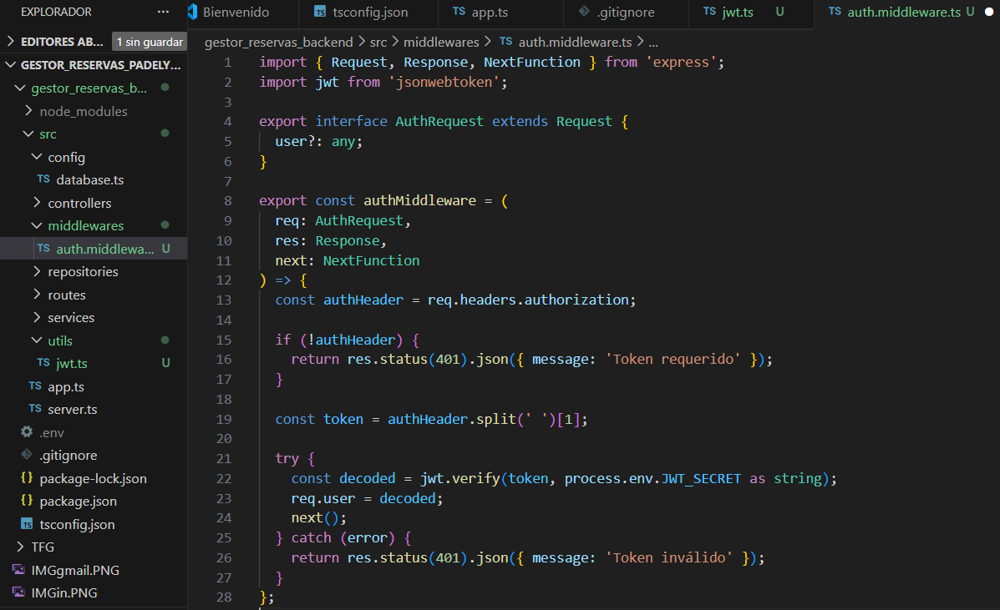 EXPLORADOR ···
Bienvenido
TS tsconfig.json
TS app.ts
.gitignore
TS jwt.ts U
TS auth.middleware.ts U
EDITORES AB... 1 sin guardar
GESTOR_RESERVAS_PADELY...
gestor_reservas_b...
node_modules
src
config
TS database.ts
controllers
middlewares
TS auth.middlewa... U
repositories
routes
services
utils
TS jwt.ts U
TS app.ts
TS server.ts
.env
.gitignore
{} package-lock.json
{} package.json
TS tsconfig.json
TFG
IMGgmail.PNG
IMGin.PNG
gestor_reservas_backend > src > middlewares > TS auth.middleware.ts > ...
1 import { Request, Response, NextFunction } from 'express';
2 import jwt from 'jsonwebtoken';
3
4 export interface AuthRequest extends Request {
5 user?: any;
6 }
7
8 export const authMiddleware = (
9 req: AuthRequest,
10 res: Response,
11 next: NextFunction
12 ) => {
13 const authHeader = req.headers.authorization;
14
15 if (!authHeader) {
16 return res.status(401).json({ message: 'Token requerido' });
17 }
18
19 const token = authHeader.split(' ')[1];
20
21 try {
22 const decoded = jwt.verify(token, process.env.JWT_SECRET as string);
23 req.user = decoded;
24 next();
25 } catch (error) {
26 return res.status(401).json({ message: 'Token inválido' });
27 }
28 };